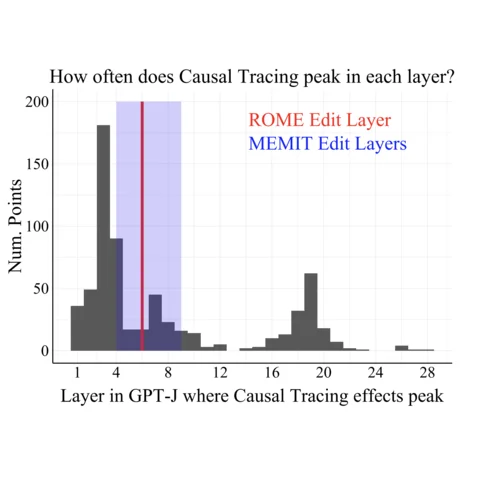 How often does Causal Tracing peak in each layer?
ROME Edit Layer
MEMIT Edit Layers
Num. Points
200
150
100
50
0
1 4 8 12 16 20 24 28
Layer in GPT-J where Causal Tracing effects peak